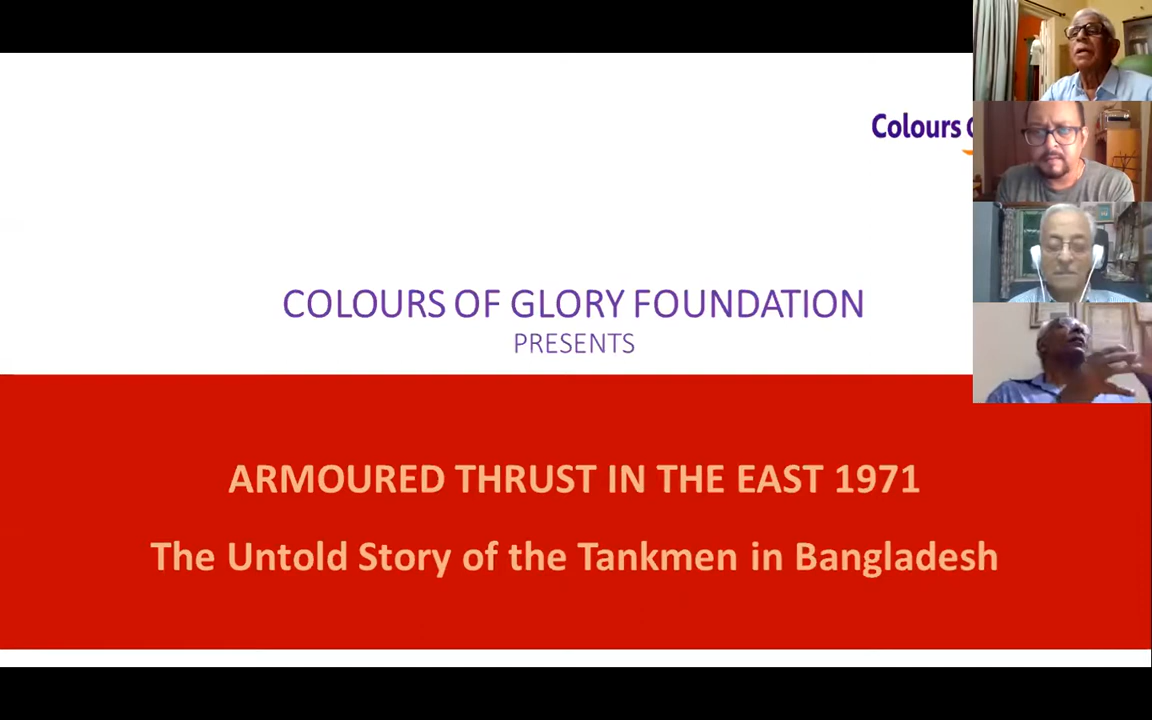 Colours
COLOURS OF GLORY FOUNDATION
PRESENTS
ARMOURED THRUST IN THE EAST 1971
The Untold Story of the Tankmen in Bangladesh